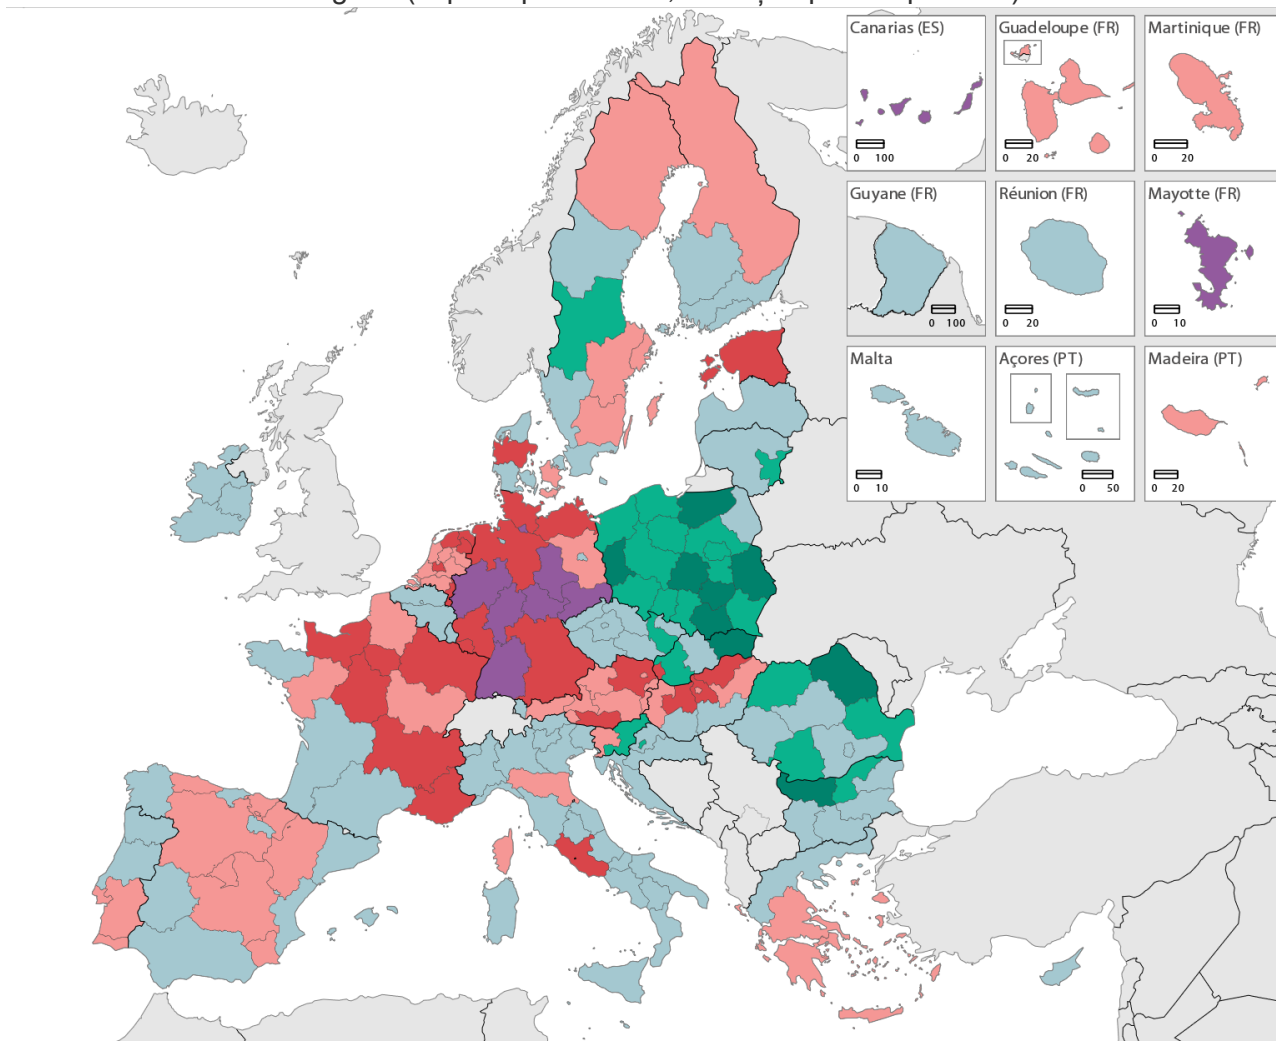 Canarias (ES)
0 100
Guadeloupe (FR)
0 20
Martinique (FR)
0 20
Guyane (FR)
0 100
Réunion (FR)
0 20
Mayotte (FR)
0 10
Malta
0 10
Açores (PT)
0 50
Madeira (PT)
0 20